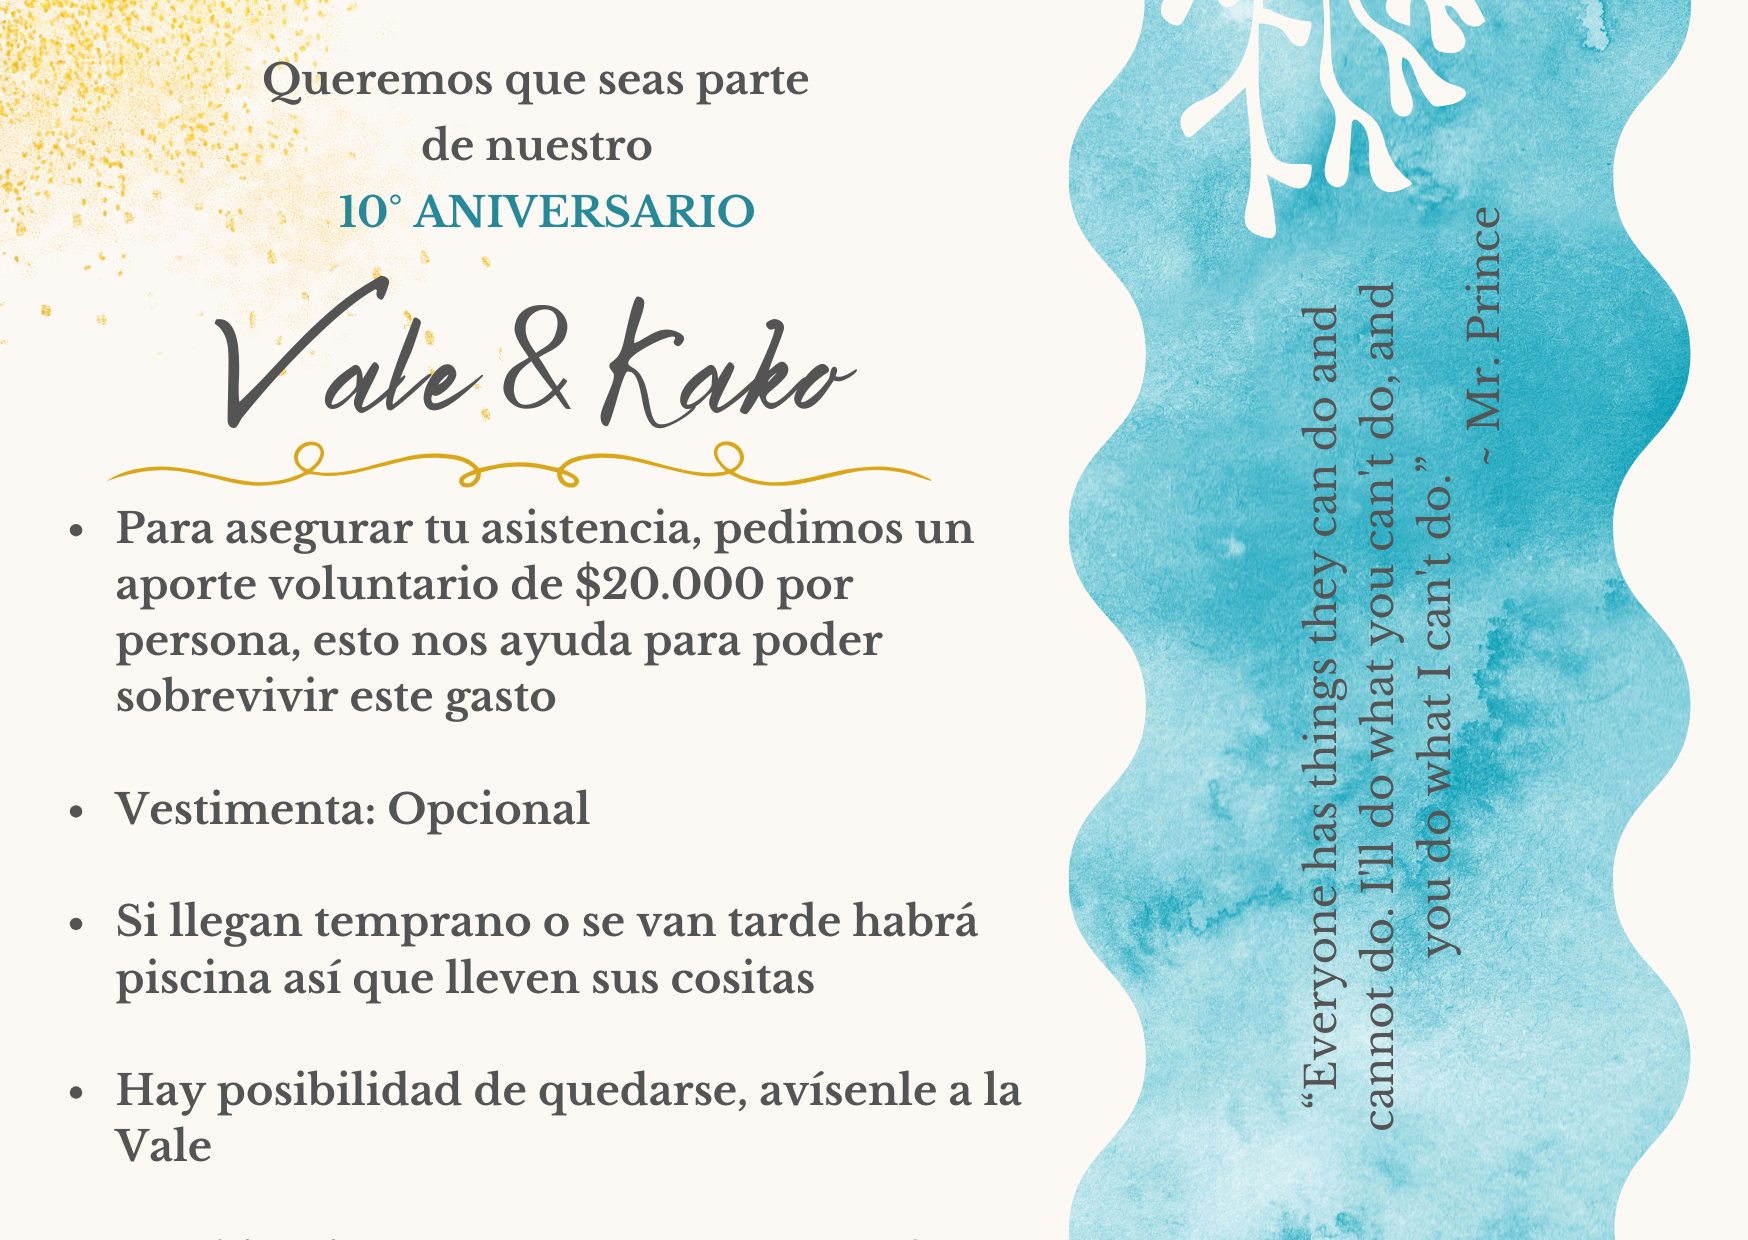 Queremos que seas parte
de nuestro
10° ANIVERSARIO
Vale & Kako
• Para asegurar tu asistencia, pedimos un
aporte voluntario de $20.000 por
persona, esto nos ayuda para poder
sobrevivir este gasto
• Vestimenta: Opcional
• Si llegan temprano o se van tarde habrá
piscina así que lleven sus cositas
• Hay posibilidad de quedarse, avísenle a la
Vale
“Everyone has things they can do and
cannot do. I'll do what you can't do, and
you do what I can't do.”
~ Mr. Prince